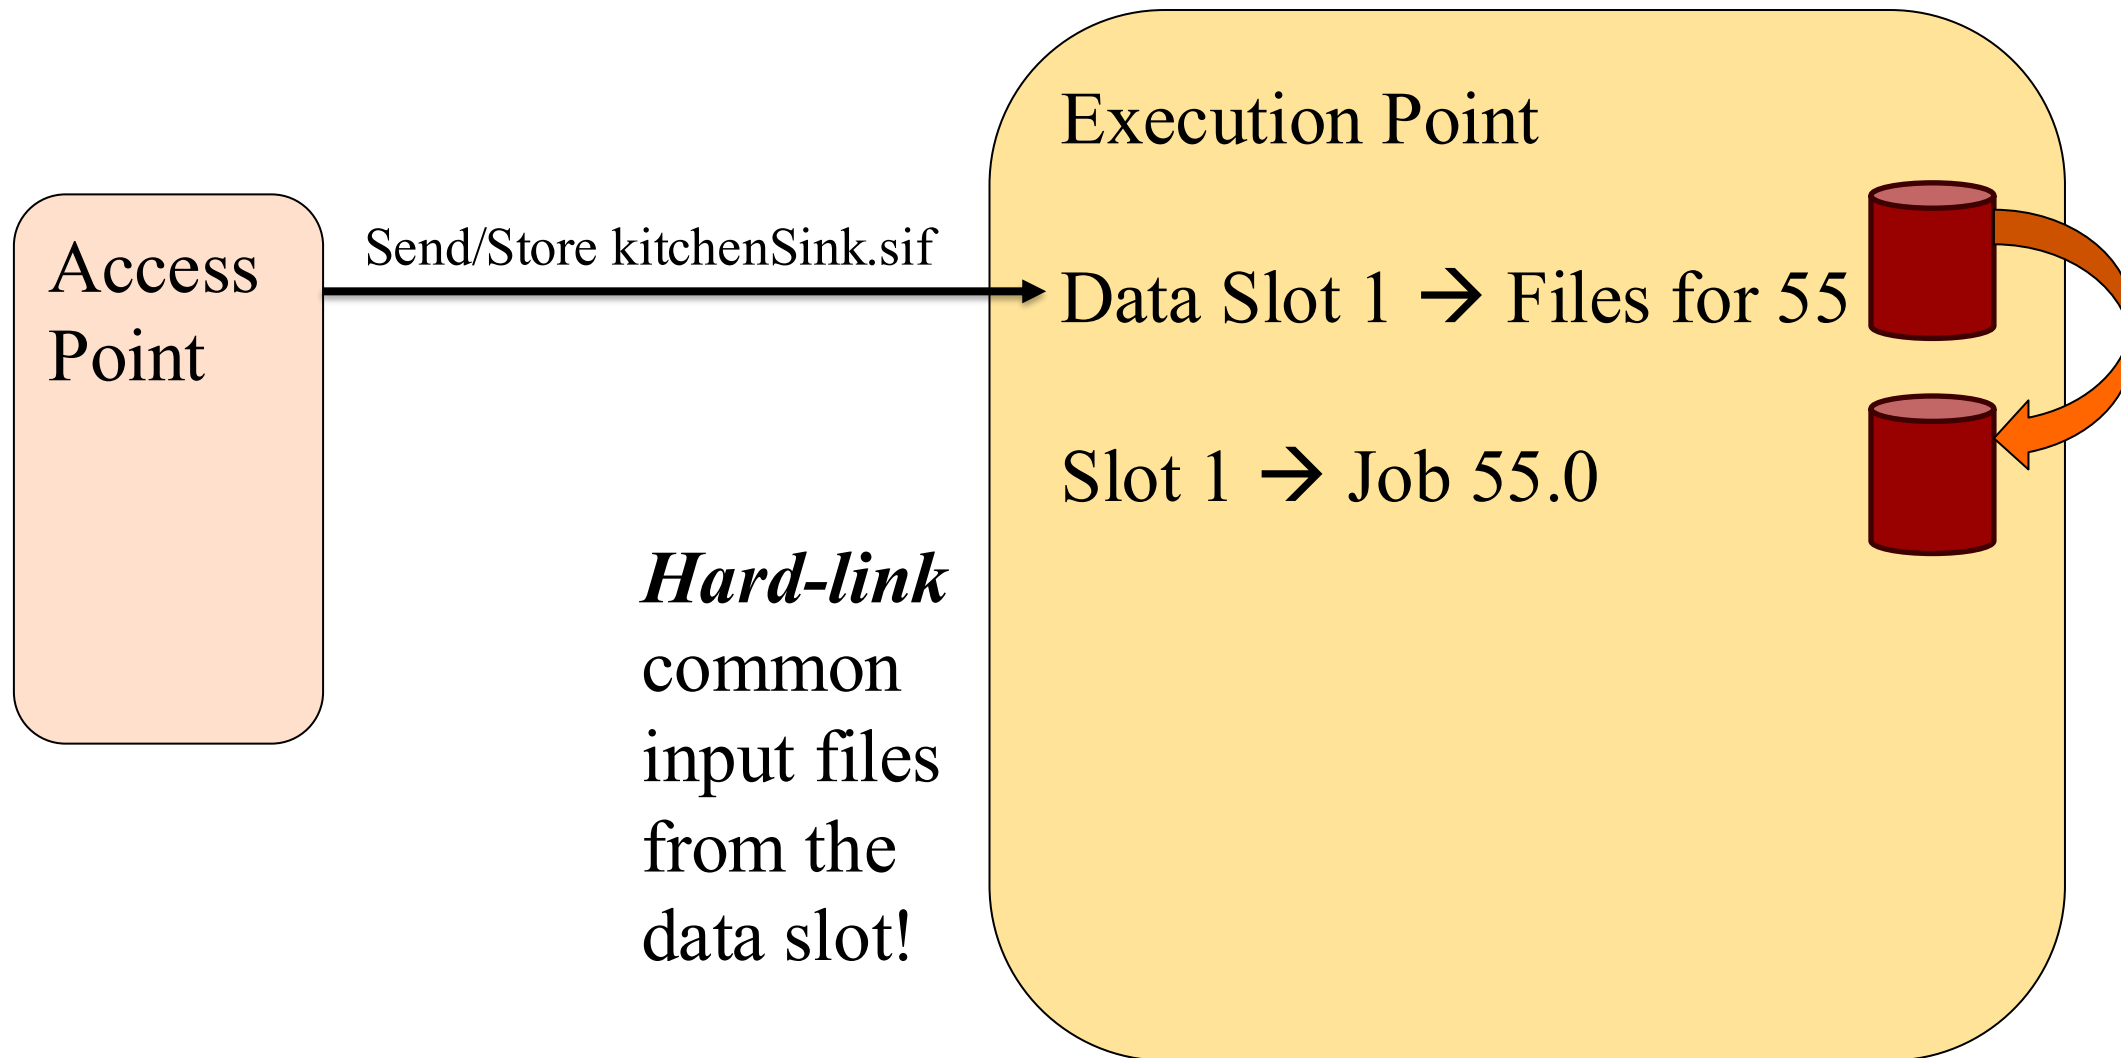 Access
Point
Send/Store kitchenSink.sif
Execution Point
Data Slot 1 → Files for 55
Slot 1 → Job 55.0
Hard-link
common
input files
from the
data slot!